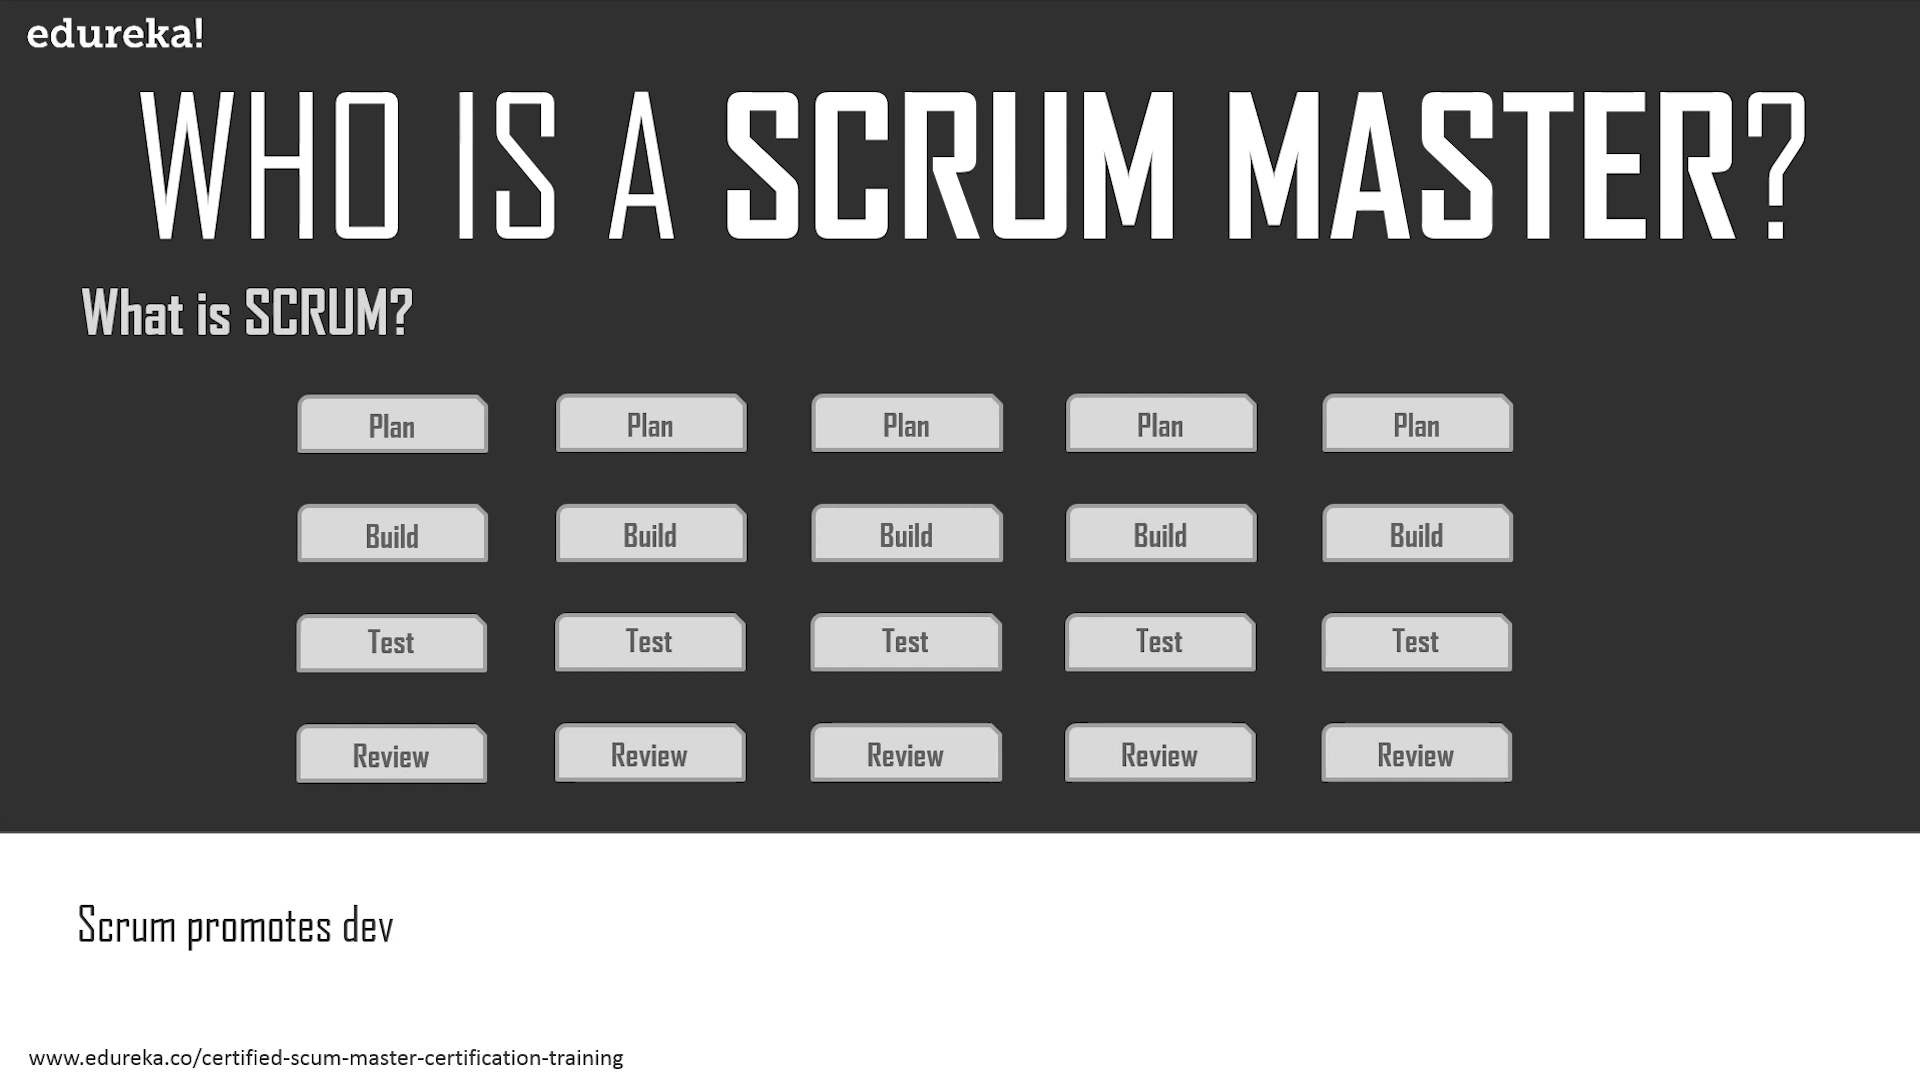 edureka!
WHO IS A SCRUM MASTER?
What is SCRUM?
Plan Plan Plan Plan Plan
Build Build Build Build Build
Test Test Test Test Test
Review Review Review Review Review
Scrum promotes dev
www.edureka.co/certified-scum-master-certification-training